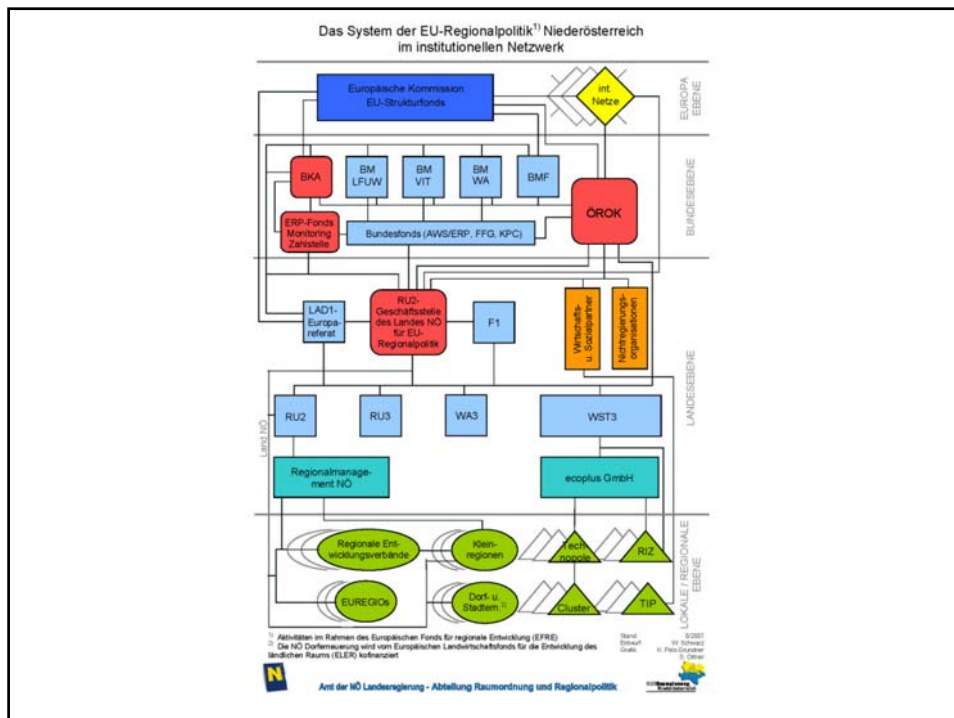 Das System der EU-Regionalpolitik1) Niederösterreich
im institutionellen Netzwerk
Europäische Kommission
EU-Strukturfonds
int.
Netze
EUROPA
EBENE
BKA
BM
LFUW
BM
VIT
BM
WA
BMF
ÖROK
BUNDESEBENE
ERP-Fonds
Monitoring
Zahlstelle
Bundesfonds (AWS/ERP, FFG, KPC)
LAD1-
Europa-
referat
RU2-
Geschäftsstelle
des Landes NÖ
für EU-
Regionalpolitik
F1
Wirtschafts-
u. Sozialpartner
Nichtregierungs-
organisationen
LANDESEBENE
Land NÖ
RU2
RU3
WA3
WST3
Regionalmanage-
ment NÖ
ecoplus GmbH
Regionale Ent-
wicklungsverbände
Klein-
regionen
Tech-
nopole
RIZ
EUREGIOs
Dorf- u.
Stadtern.2)
Cluster
TIP
LOKALE / REGIONALE
EBENE
1) Aktivitäten im Rahmen des Europäischen Fonds für regionale Entwicklung (EFRE)
2) Die NÖ Dorferneuerung wird vom Europäischen Landwirtschaftsfonds für die Entwicklung des
ländlichen Raums (ELER) kofinanziert
Stand:
Entwurf: W. Schwarz
Grafik:
N
Amt der NÖ Landesregierung - Abteilung Raumordnung und Regionalpolitik
Niederösterreich